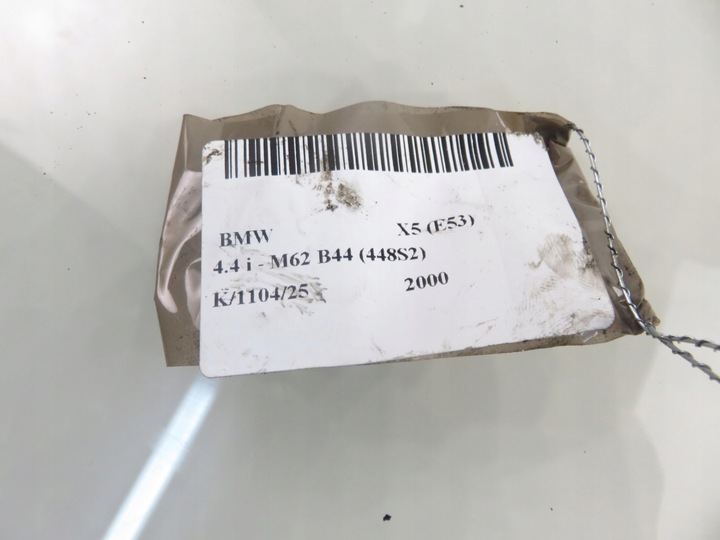 BMW X5 (E53)
4.4 i - M62 B44 (448S2)
K/1104/25 2000